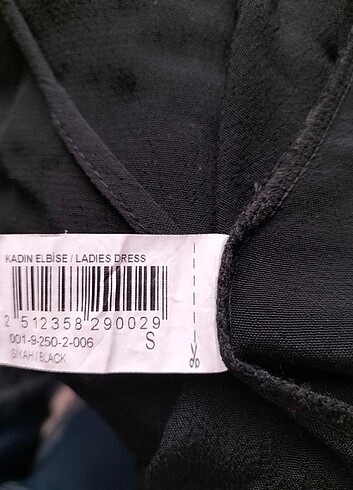 KADIN ELBİSE / LADIES DRESS
2 512358 290029
001-9-250-2-006 S
SİYAH / BLACK